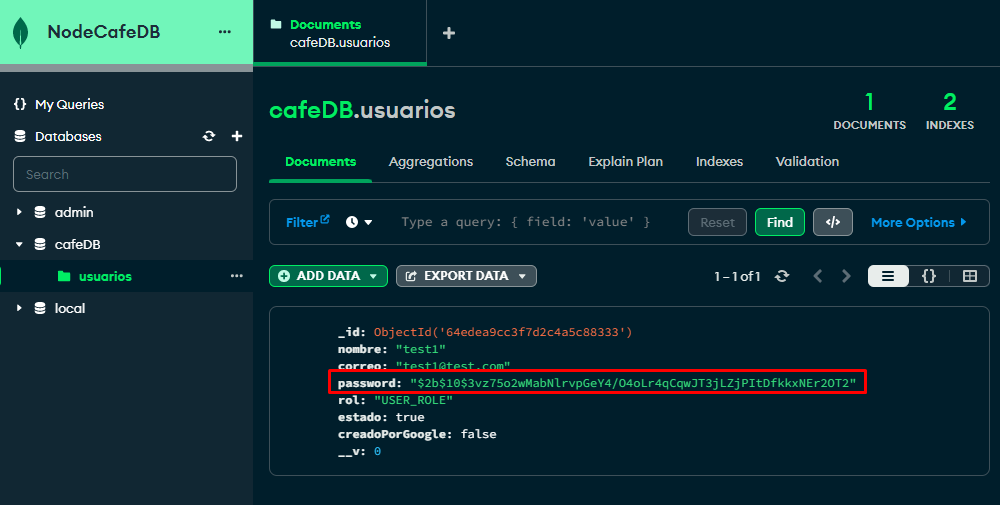 NodeCafeDB
Documents
cafeDB.usuarios
My Queries
Databases
Search
admin
cafeDB
usuarios
local
cafeDB.usuarios
1
DOCUMENTS
2
INDEXES
Documents Aggregations Schema Explain Plan Indexes Validation
Filter Type a query: { field: 'value' } Reset Find </> More Options
ADD DATA EXPORT DATA 1 – 1 of 1 {}
_id: ObjectId('64edea9cc3f7d2c4a5c88333')
nombre: "test1"
correo: "test1@test.com"
password: "$2b$10$3vz75o2wMabNlrvpGeY4/O4oLr4qCqwJT3jLZjPItDfkkxNEr2OT2"
rol: "USER_ROLE"
estado: true
creadoPorGoogle: false
__v: 0